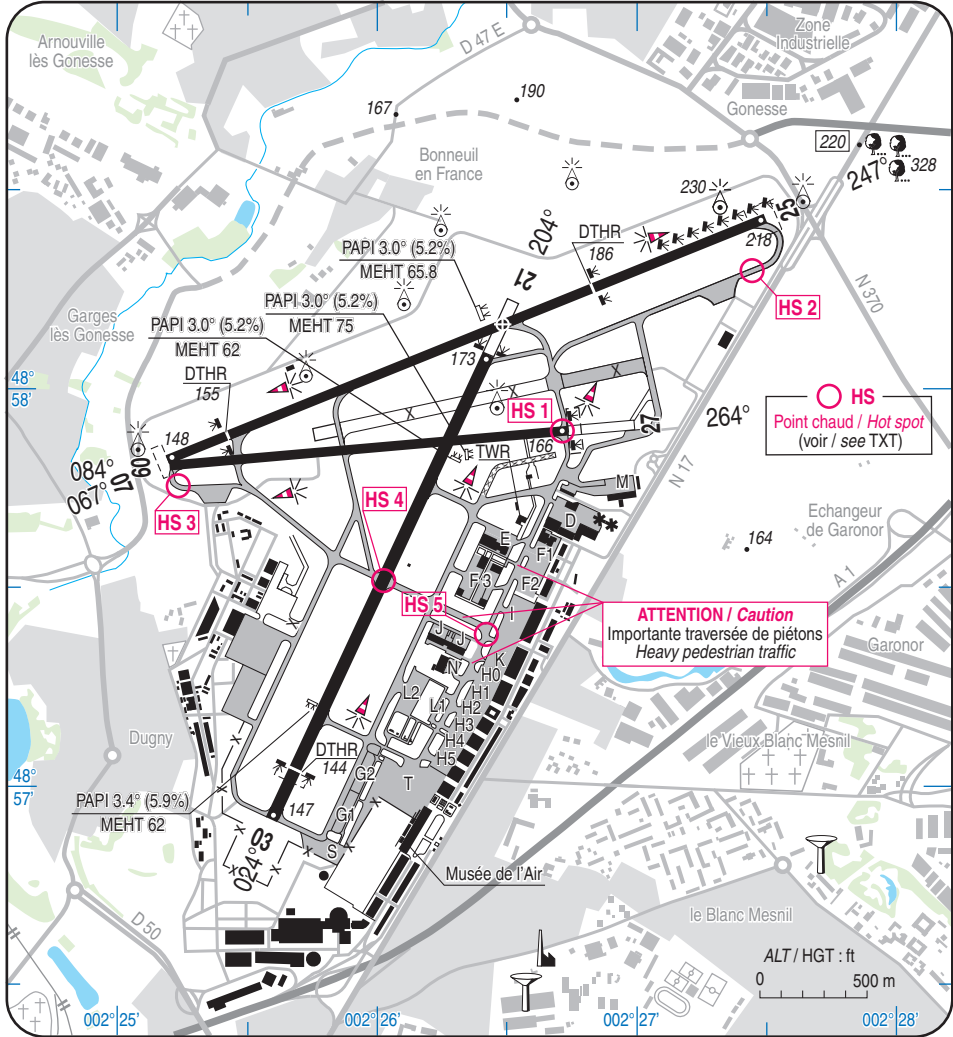 Arnouville
lès Gonesse
D 47 E
Zone
Industrielle
Gonesse
167
190
220
328
247°
Bonneuil
en France
230
25
218
204°
DTHR
186
21
PAPI 3.0° (5.2%)
MEHT 65.8
PAPI 3.0° (5.2%)
MEHT 75
PAPI 3.0° (5.2%)
MEHT 62
HS 2
N 370
Garges
lès Gonesse
DTHR
155
173
48°
58'
HS 1
27
264°
HS
Point chaud / Hot spot
(voir / see TXT)
148
09
084°
07
067°
TWR
166
X
X
HS 3
HS 4
M
N 17
D
Echangeur
de Garonor
164
A 1
E
F1
F3
F2
HS 5
I
ATTENTION / Caution
Importante traversée de piétons
Heavy pedestrian traffic
Garonor
J
J
K
N
H0
H1
L2
L1
H2
H3
H4
H5
Dugny
le Vieux Blanc Mesnil
DTHR
144
48°
57'
G2
T
PAPI 3.4° (5.9%)
MEHT 62
147
G1
03
024°
S
Musée de l'Air
D 50
le Blanc Mesnil
ALT / HGT : ft
0
500 m
002° 25'
002° 26'
002° 27'
002° 28'